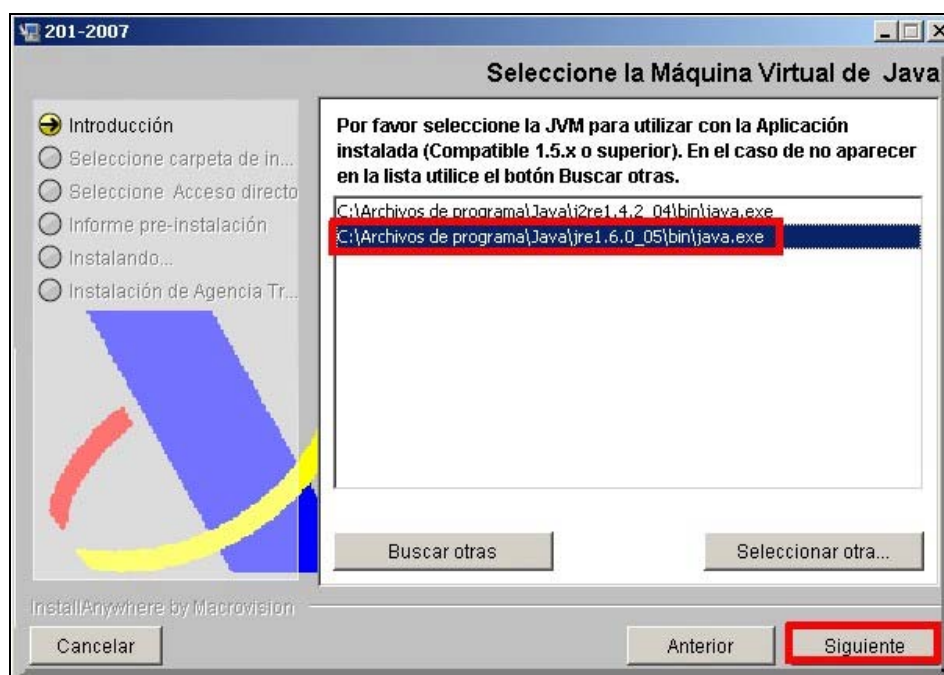 201-2007
Seleccione la Máquina Virtual de Java
Introducción
Seleccione carpeta de in...
Seleccione Acceso directo
Informe pre-instalación
Instalando...
Instalación de Agencia Tr...
Por favor seleccione la JVM para utilizar con la Aplicación
instalada (Compatible 1.5.x o superior). En el caso de no aparecer
en la lista utilice el botón Buscar otras.
C:\Archivos de programa\Java\j2re1.4.2_04\bin\java.exe
C:\Archivos de programa\Java\jre1.6.0_05\bin\java.exe
Buscar otras
Seleccionar otra...
InstallAnywhere by Macrovision
Cancelar
Anterior
Siguiente